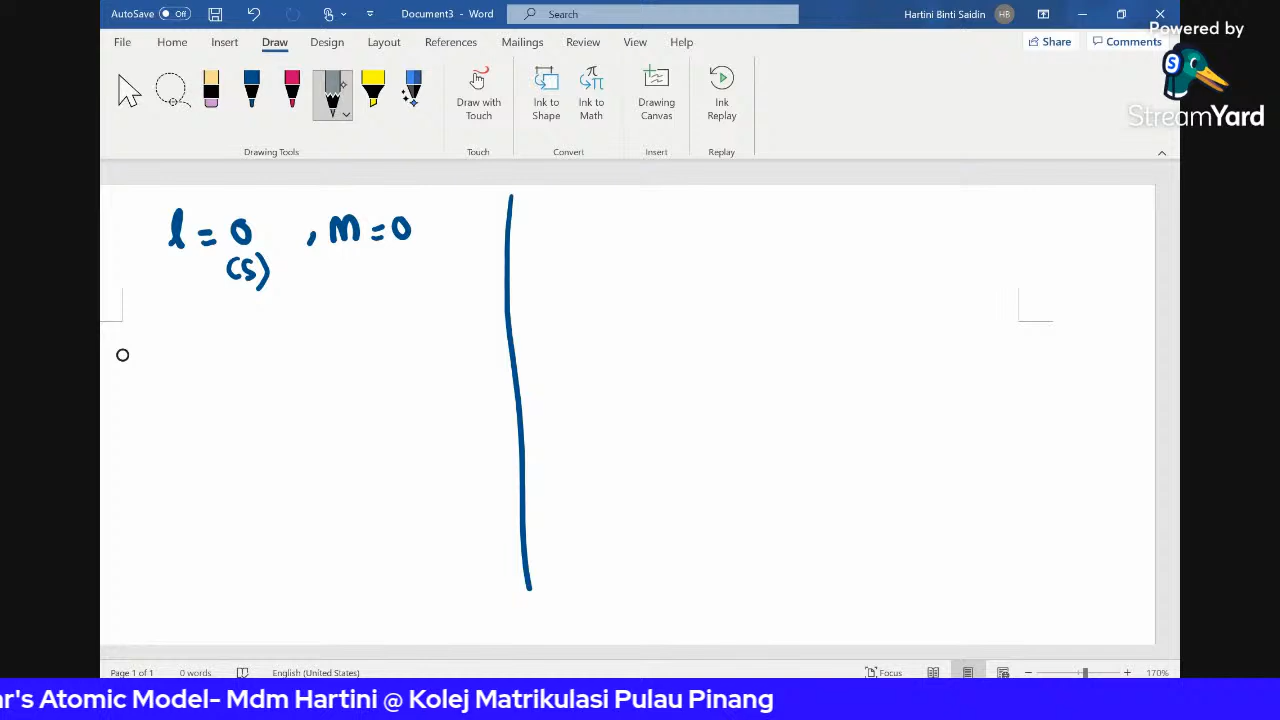 AutoSave Off Document3 - Word Search Hartini Binti Saidin HB
Powered by
StreamYard
File Home Insert Draw Design Layout References Mailings Review View Help Share Comments
Draw with Touch
Ink to Shape
Ink to Math
Drawing Canvas
Ink Replay
Drawing Tools Touch Convert Insert Replay
l = 0 , m = 0
(s)
Page 1 of 1 0 words English (United States) Focus 170%
ar's Atomic Model- Mdm Hartini @ Kolej Matrikulasi Pulau Pinang